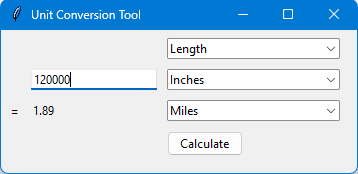 Unit Conversion Tool
Length
120000 Inches
= 1.89 Miles
Calculate